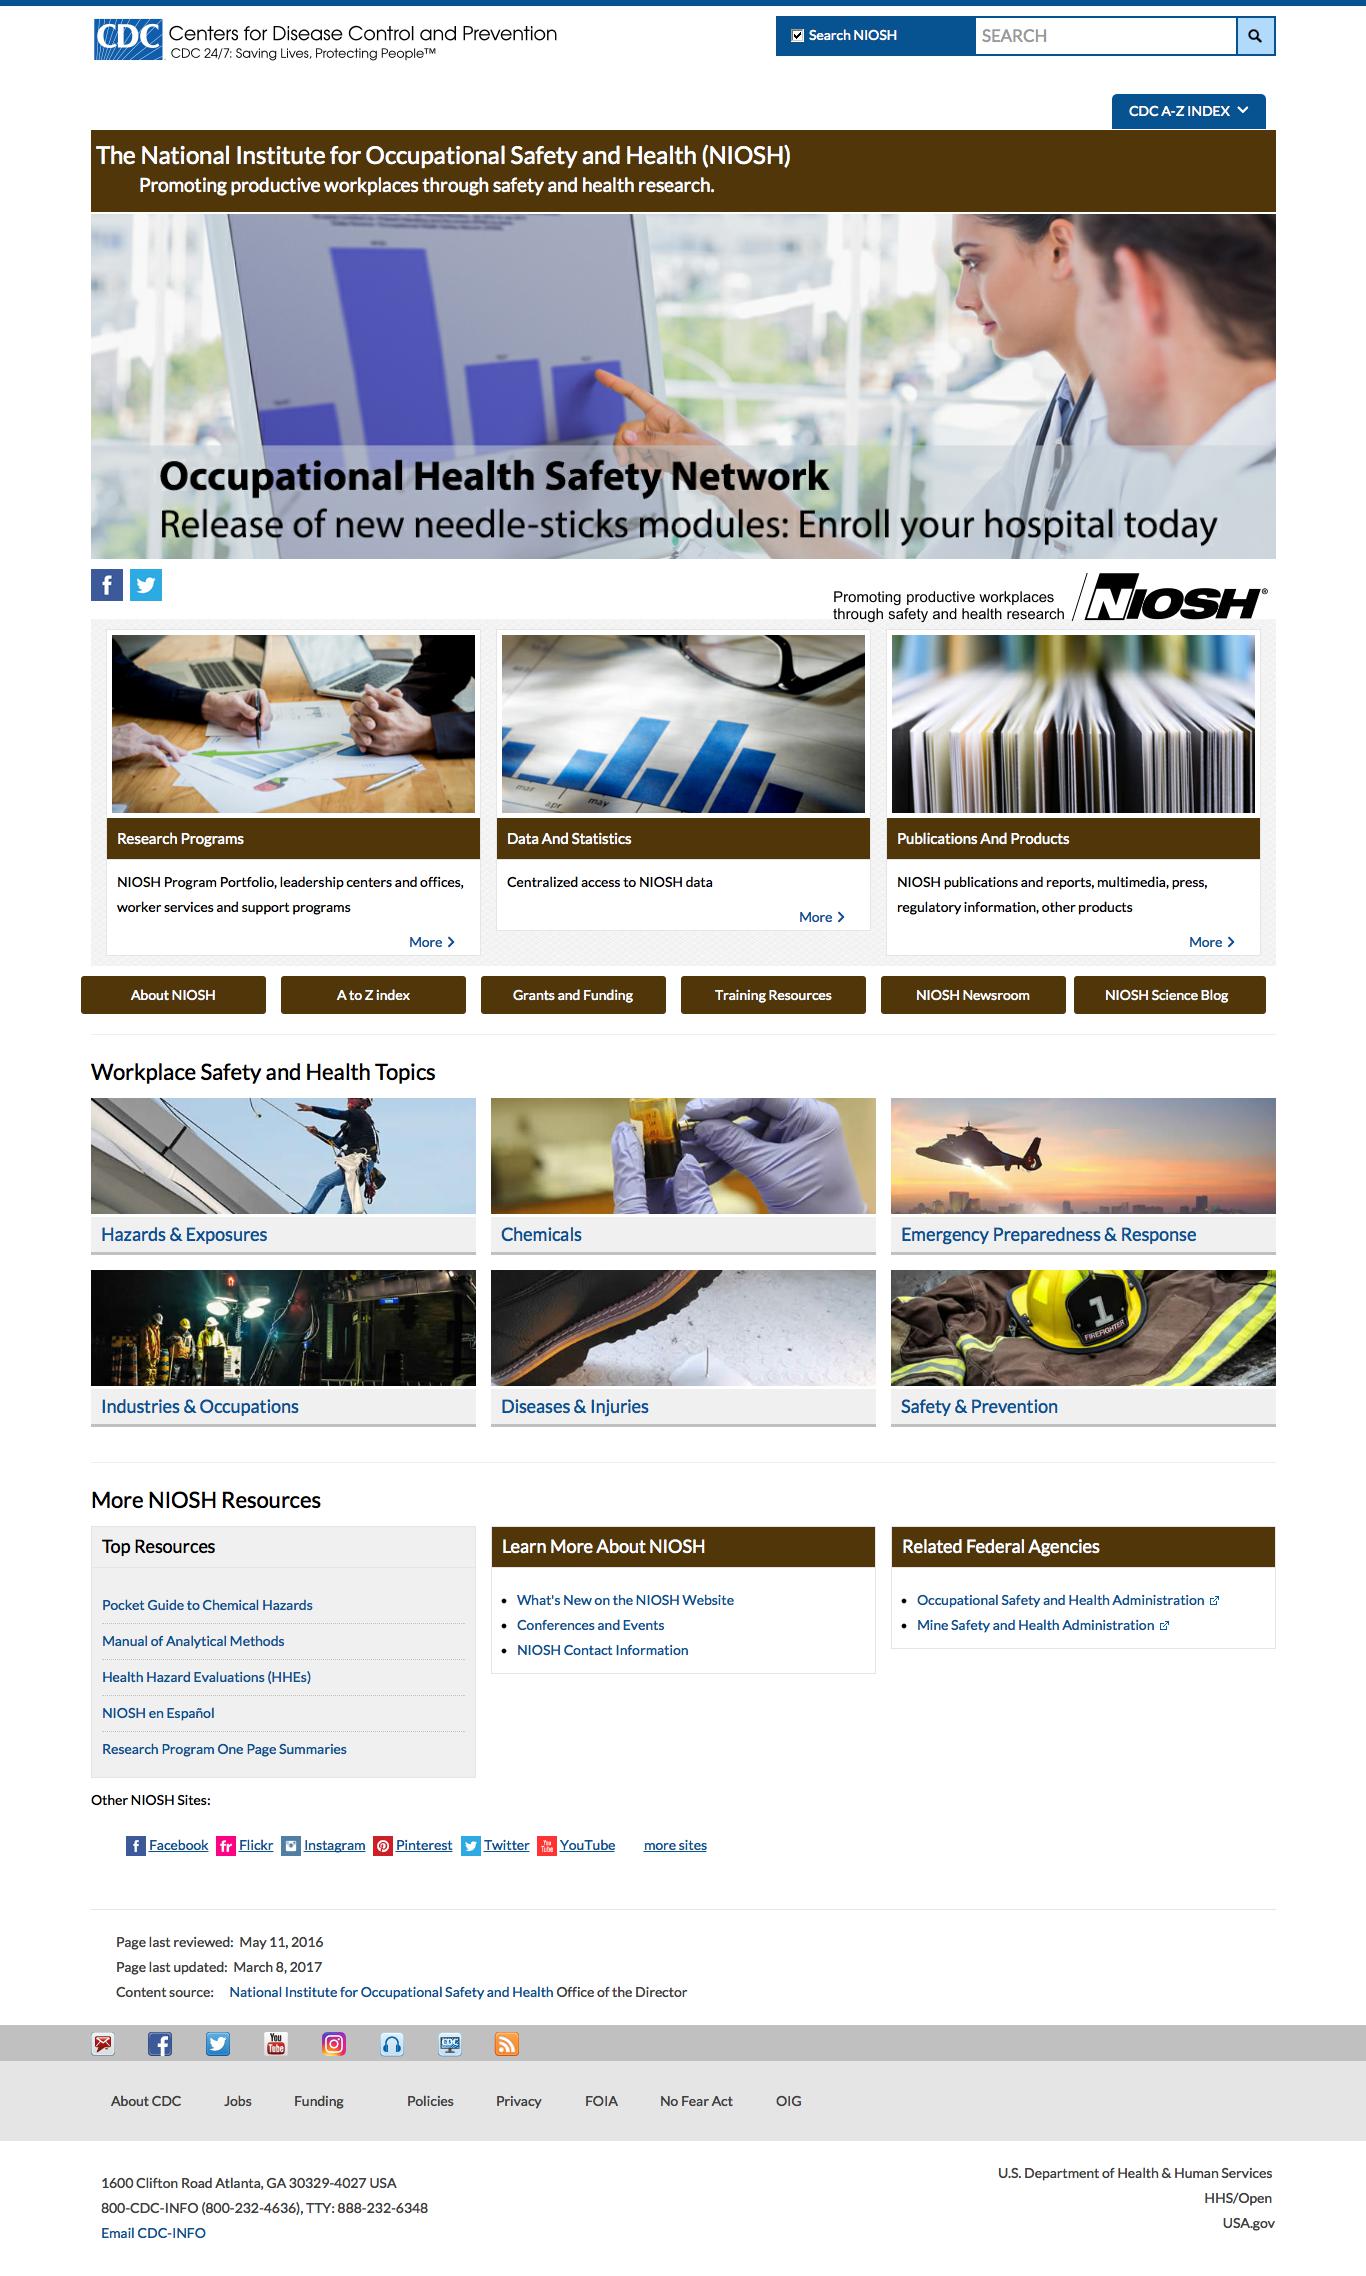 CDC Centers for Disease Control and Prevention
CDC 24/7: Saving Lives, Protecting People™
Search NIOSH
SEARCH
CDC A-Z INDEX
The National Institute for Occupational Safety and Health (NIOSH)
Promoting productive workplaces through safety and health research.
Occupational Health Safety Network
Release of new needle-sticks modules: Enroll your hospital today
Promoting productive workplaces
through safety and health research
NIOSH®
mar
apr
may
Research Programs
NIOSH Program Portfolio, leadership centers and offices,
worker services and support programs
More
Data And Statistics
Centralized access to NIOSH data
More
Publications And Products
NIOSH publications and reports, multimedia, press,
regulatory information, other products
More
About NIOSH
A to Z index
Grants and Funding
Training Resources
NIOSH Newsroom
NIOSH Science Blog
Workplace Safety and Health Topics
Hazards & Exposures
Chemicals
Emergency Preparedness & Response
1
FIREFIGHTER
Industries & Occupations
Diseases & Injuries
Safety & Prevention
More NIOSH Resources
Top Resources
Pocket Guide to Chemical Hazards
Manual of Analytical Methods
Health Hazard Evaluations (HHEs)
NIOSH en Español
Research Program One Page Summaries
Learn More About NIOSH
What's New on the NIOSH Website
Conferences and Events
NIOSH Contact Information
Related Federal Agencies
Occupational Safety and Health Administration
Mine Safety and Health Administration
Other NIOSH Sites:
Facebook Flickr Instagram Pinterest Twitter YouTube more sites
Page last reviewed: May 11, 2016
Page last updated: March 8, 2017
Content source: National Institute for Occupational Safety and Health Office of the Director
You Tube
CDC
About CDC Jobs Funding Policies Privacy FOIA No Fear Act OIG
1600 Clifton Road Atlanta, GA 30329-4027 USA
800-CDC-INFO (800-232-4636), TTY: 888-232-6348
Email CDC-INFO
U.S. Department of Health & Human Services
HHS/Open
USA.gov